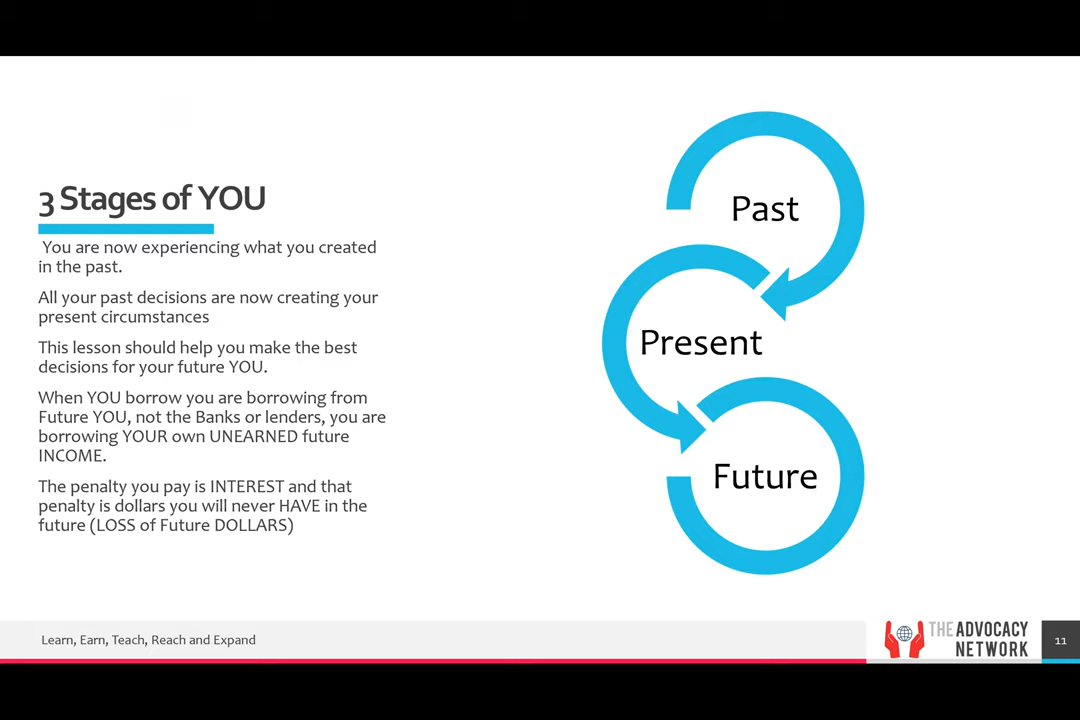 3 Stages of YOU
You are now experiencing what you created
in the past.
All your past decisions are now creating your
present circumstances
This lesson should help you make the best
decisions for your future YOU.
When YOU borrow you are borrowing from
Future YOU, not the Banks or lenders, you are
borrowing YOUR own UNEARNED future
INCOME.
The penalty you pay is INTEREST and that
penalty is dollars you will never HAVE in the
future (LOSS of Future DOLLARS)
Past
Present
Future
Learn, Earn, Teach, Reach and Expand
THE ADVOCACY
NETWORK
11